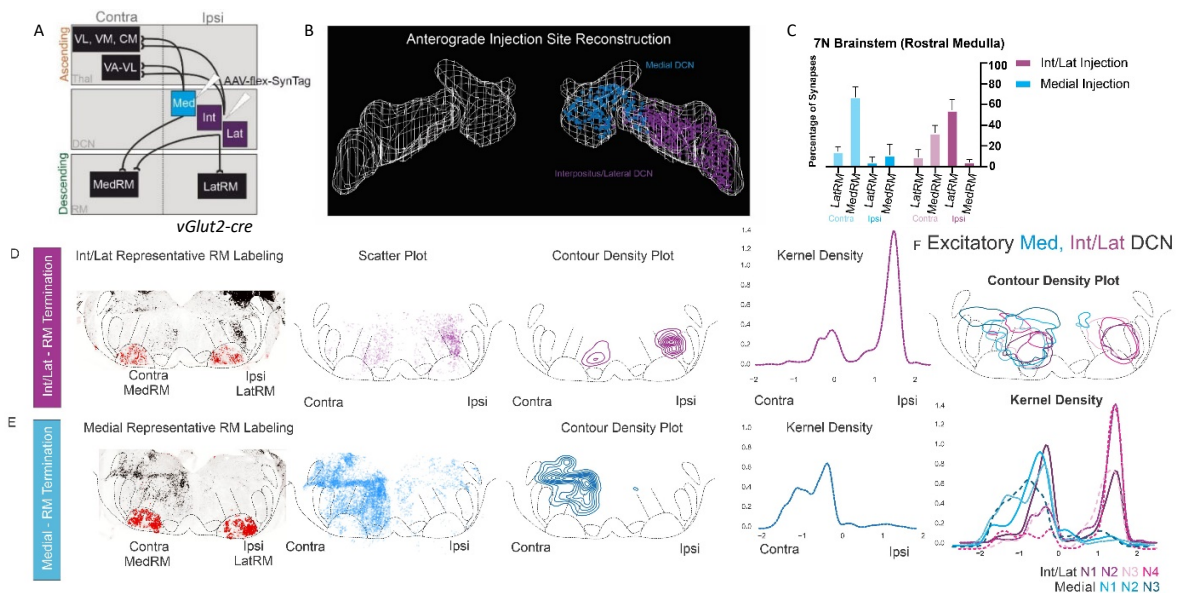 A
Contra
Ipsi
Ascending
VL, VM, CM
VA-VL
Thal
AAV-flex-SynTag
Med
Int
Lat
DCN
Descending
MedRM
LatRM
RM
vGlut2-cre
B
Anterograde Injection Site Reconstruction
Medial DCN
Interpositus/Lateral DCN
C
7N Brainstem (Rostral Medulla)
Int/Lat Injection
Medial Injection
Percentage of Synapses
100
80
60
40
20
0
LatRM MedRM LatRM MedRM LatRM MedRM LatRM MedRM
Contra Ipsi Contra Ipsi
D
Int/Lat - RM Termination
Int/Lat Representative RM Labeling
Contra
MedRM
Ipsi
LatRM
Scatter Plot
Contra Ipsi
Contour Density Plot
Kernel Density
1.4
1.2
1.0
0.8
0.6
0.4
0.2
0.0
−2 −1 0 1 2
Contra Ipsi
E
Medial - RM Termination
Medial Representative RM Labeling
Contra
MedRM
Ipsi
LatRM
Contra Ipsi
Contour Density Plot
Kernel Density
1.0
0.8
0.6
0.4
0.2
0.0
−2 −1 0 1 2
Contra Ipsi
F Excitatory Med, Int/Lat DCN
Contour Density Plot
Kernel Density
1.4
1.2
1.0
0.8
0.6
0.4
0.2
0.0
−1 0 1 2
Int/Lat N1 N2 N3 N4
Medial N1 N2 N3